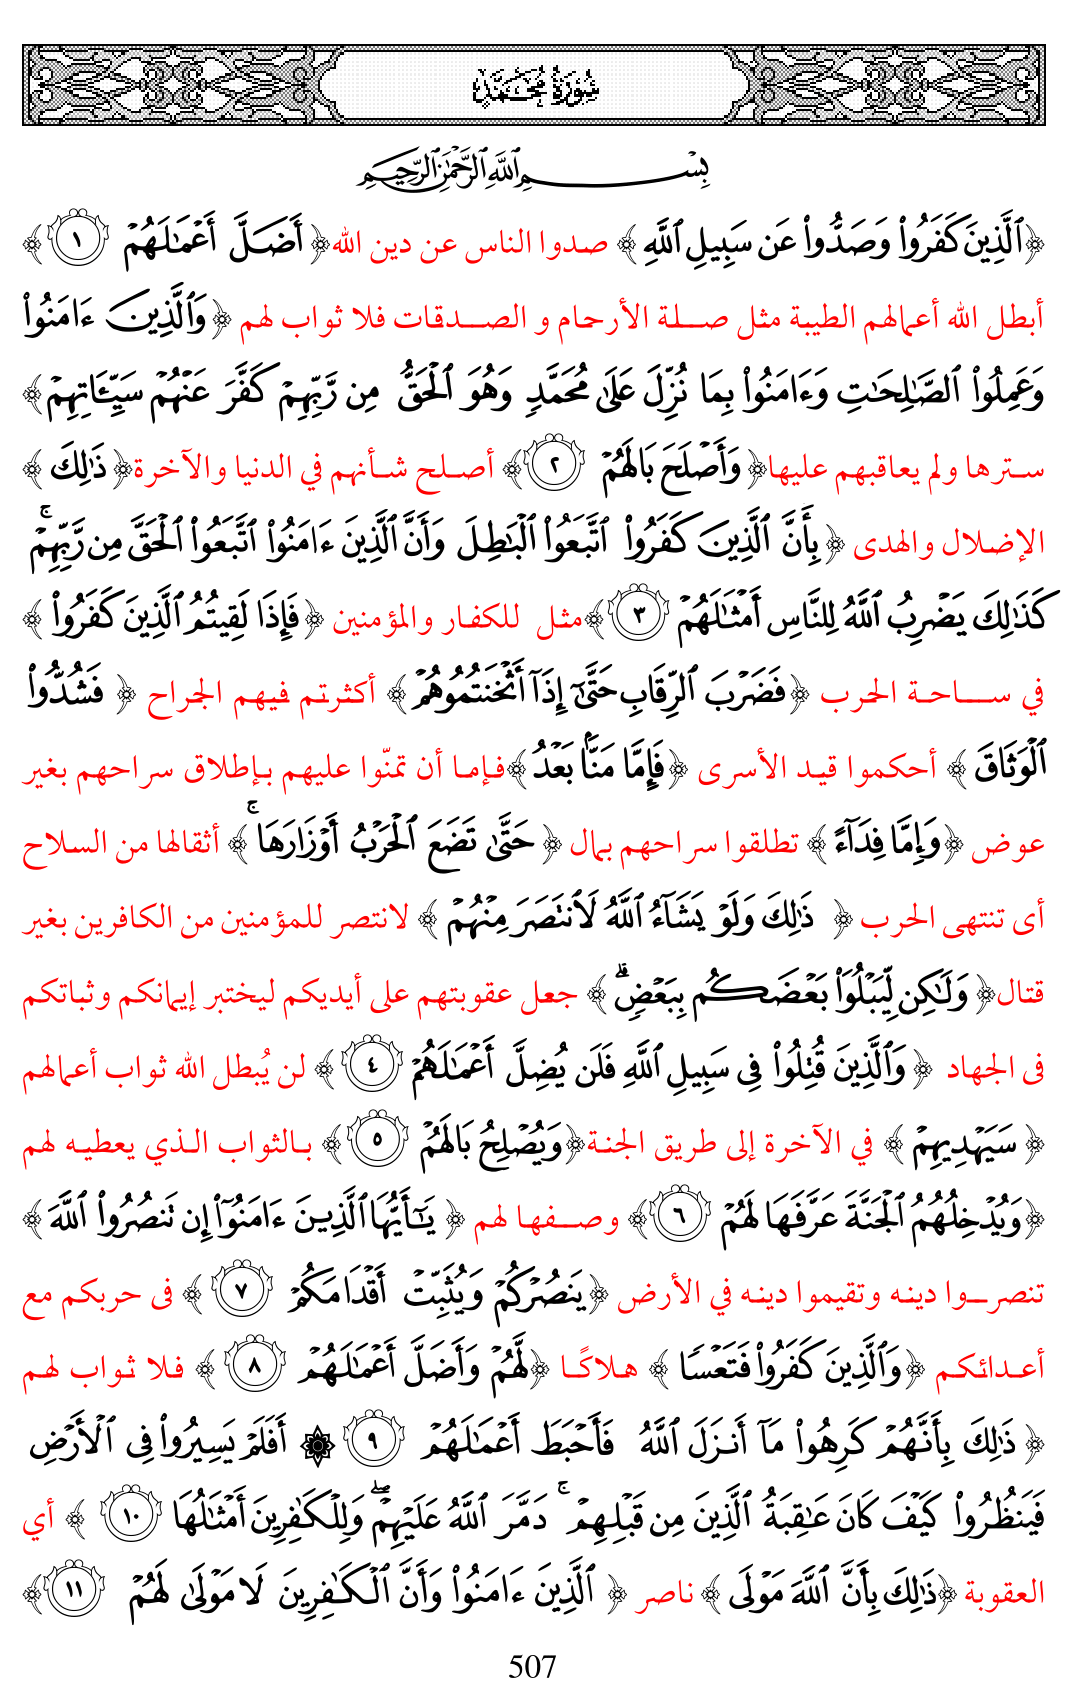 سُورَةُ مُحَمَّدٍ
بِسْمِ ٱللَّهِ ٱلرَّحْمَٰنِ ٱلرَّحِيمِ
﴿ٱلَّذِينَ كَفَرُوا۟ وَصَدُّوا۟ عَن سَبِيلِ ٱللَّهِ ﴾ صدوا الناس عن دين الله﴿ أَضَلَّ أَعْمَٰلَهُمْ ١ ﴾
أبطل الله أعمالهم الطيبة مثل صلة الأرحام و الصدقات فلا ثواب لهم ﴿ وَٱلَّذِينَ ءَامَنُوا۟
وَعَمِلُوا۟ ٱلصَّٰلِحَٰتِ وَءَامَنُوا۟ بِمَا نُزِّلَ عَلَىٰ مُحَمَّدٍ وَهُوَ ٱلْحَقُّ مِن رَّبِّهِمْ كَفَّرَ عَنْهُمْ سَيِّـَٔاتِهِمْ ﴾
سترها ولم يعاقبهم عليها﴿ وَأَصْلَحَ بَالَهُمْ ٢ ﴾ أصلح شأنهم في الدنيا والآخرة﴿ ذَٰلِكَ ﴾
الإضلال والهدى ﴿ بِأَنَّ ٱلَّذِينَ كَفَرُوا۟ ٱتَّبَعُوا۟ ٱلْبَٰطِلَ وَأَنَّ ٱلَّذِينَ ءَامَنُوا۟ ٱتَّبَعُوا۟ ٱلْحَقَّ مِن رَّبِّهِمْ ۚ
كَذَٰلِكَ يَضْرِبُ ٱللَّهُ لِلنَّاسِ أَمْثَٰلَهُمْ ٣ ﴾مثل للكفار والمؤمنين ﴿ فَإِذَا لَقِيتُمُ ٱلَّذِينَ كَفَرُوا۟ ﴾
في ساحة الحرب ﴿ فَضَرْبَ ٱلرِّقَابِ حَتَّىٰٓ إِذَآ أَثْخَنتُمُوهُمْ ﴾ أكثرتم فيهم الجراح ﴿ فَشُدُّوا۟
ٱلْوَثَاقَ ﴾ أحكموا قيد الأسرى ﴿ فَإِمَّا مَنًّۢا بَعْدُ ﴾فإما أن تمنّوا عليهم بإطلاق سراحهم بغير
عوض ﴿ وَإِمَّا فِدَآءً ﴾ تطلقوا سراحهم بمال ﴿ حَتَّىٰ تَضَعَ ٱلْحَرْبُ أَوْزَارَهَا ۚ ﴾ أثقالها من السلاح
أى تنتهى الحرب ﴿ ذَٰلِكَ وَلَوْ يَشَآءُ ٱللَّهُ لَٱنتَصَرَ مِنْهُمْ ﴾ لانتصر للمؤمنين من الكافرين بغير
قتال﴿ وَلَٰكِن لِّيَبْلُوَا۟ بَعْضَكُم بِبَعْضٍ ۗ ﴾ جعل عقوبتهم على أيديكم ليختبر إيمانكم وثباتكم
فى الجهاد ﴿ وَٱلَّذِينَ قُتِلُوا۟ فِى سَبِيلِ ٱللَّهِ فَلَن يُضِلَّ أَعْمَٰلَهُمْ ٤ ﴾ لن يُبطل الله ثواب أعمالهم
﴿ سَيَهْدِيهِمْ ﴾ في الآخرة إلى طريق الجنة﴿ وَيُصْلِحُ بَالَهُمْ ٥ ﴾ بالثواب الذي يعطيه لهم
﴿ وَيُدْخِلُهُمُ ٱلْجَنَّةَ عَرَّفَهَا لَهُمْ ٦ ﴾ وصفها لهم ﴿ يَٰٓأَيُّهَا ٱلَّذِينَ ءَامَنُوٓا۟ إِن تَنصُرُوا۟ ٱللَّهَ ﴾
تنصروا دينه وتقيموا دينه في الأرض ﴿ يَنصُرْكُمْ وَيُثَبِّتْ أَقْدَامَكُمْ ٧ ﴾ فى حربكم مع
أعدائكم ﴿ وَٱلَّذِينَ كَفَرُوا۟ فَتَعْسًا ﴾ هلاكًا ﴿ لَّهُمْ وَأَضَلَّ أَعْمَٰلَهُمْ ٨ ﴾ فلا ثواب لهم
﴿ ذَٰلِكَ بِأَنَّهُمْ كَرِهُوا۟ مَآ أَنزَلَ ٱللَّهُ فَأَحْبَطَ أَعْمَٰلَهُمْ ٩ ۞ أَفَلَمْ يَسِيرُوا۟ فِى ٱلْأَرْضِ
فَيَنظُرُوا۟ كَيْفَ كَانَ عَٰقِبَةُ ٱلَّذِينَ مِن قَبْلِهِمْ ۚ دَمَّرَ ٱللَّهُ عَلَيْهِمْ ۖ وَلِلْكَٰفِرِينَ أَمْثَٰلُهَا ١٠ ﴾ أي
العقوبة ﴿ذَٰلِكَ بِأَنَّ ٱللَّهَ مَوْلَى ﴾ ناصر ﴿ ٱلَّذِينَ ءَامَنُوا۟ وَأَنَّ ٱلْكَٰفِرِينَ لَا مَوْلَىٰ لَهُمْ ١١ ﴾
507